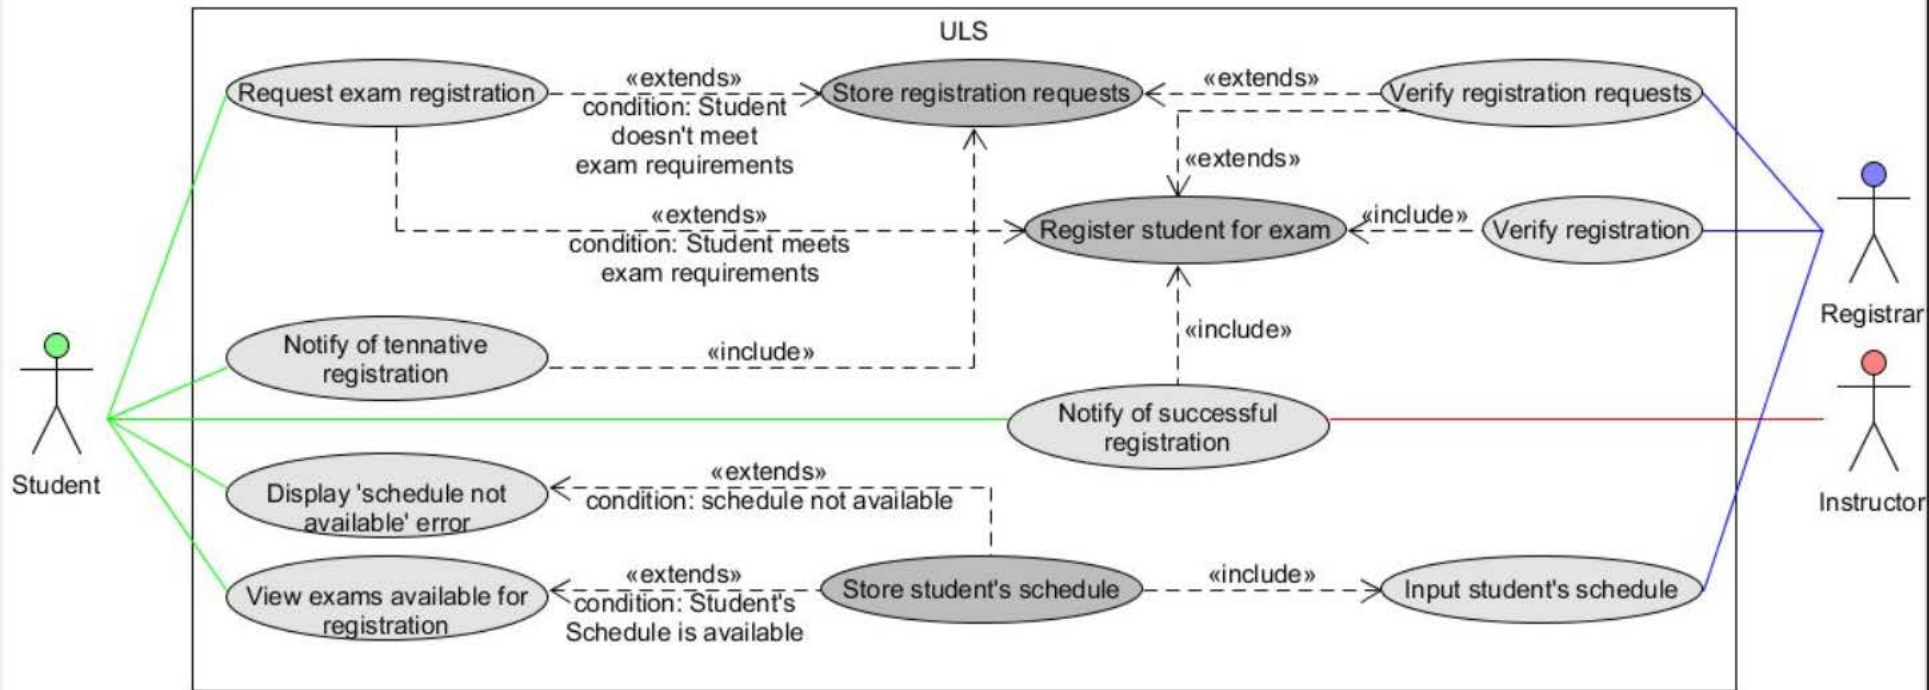 ULS
Request exam registration
«extends»
condition: Student
doesn't meet
exam requirements
Store registration requests
«extends»
Verify registration requests
«extends»
«extends»
condition: Student meets
exam requirements
Register student for exam
«include»
Verify registration
Registrar
Notify of tennative
registration
«include»
«include»
Notify of successful
registration
Student
Instructor
Display 'schedule not
available' error
«extends»
condition: schedule not available
View exams available for
registration
«extends»
condition: Student's
Schedule is available
Store student's schedule
«include»
Input student's schedule